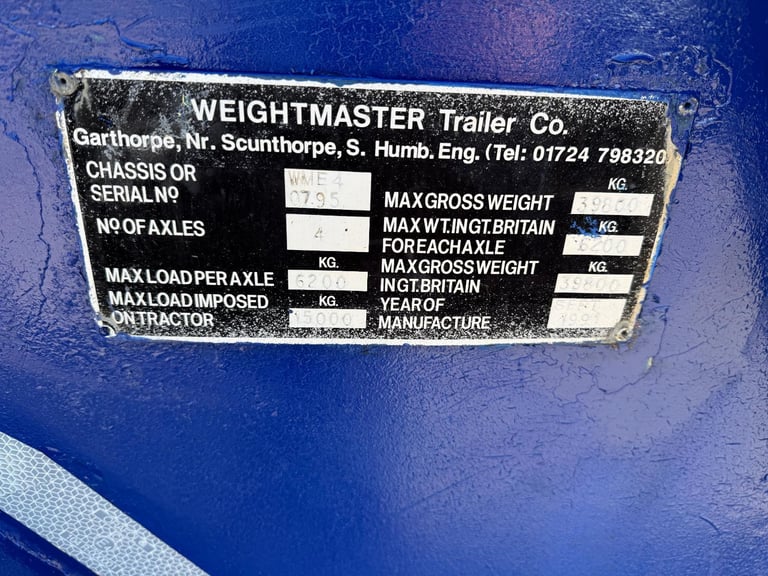 WEIGHTMASTER Trailer Co.
Garthorpe, Nr. Scunthorpe, S. Humb. Eng. (Tel: 01724 798320
CHASSIS OR
SERIAL Nº
WME4
0795
Nº OF AXLES
4
MAX LOAD PER AXLE
KG.
6200
MAX LOAD IMPOSED
ON TRACTOR
KG.
15000
MAX GROSS WEIGHT
KG.
39800
MAX WT. IN GT. BRITAIN
FOR EACH AXLE
KG.
6200
MAX GROSS WEIGHT
IN GT. BRITAIN
KG.
39800
YEAR OF
MANUFACTURE